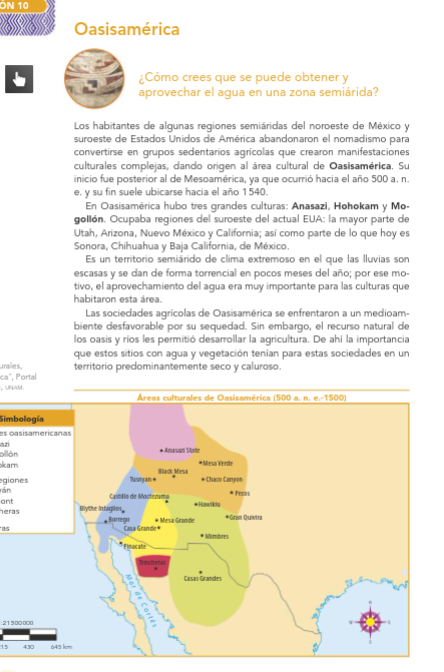 ÓN 10
Oasisamérica
¿Cómo crees que se puede obtener y
aprovechar el agua en una zona semiárida?
Los habitantes de algunas regiones semiáridas del noroeste de México y
suroeste de Estados Unidos de América abandonaron el nomadismo para
convertirse en grupos sedentarios agrícolas que crearon manifestaciones
culturales complejas, dando origen al área cultural de Oasisamérica. Su
inicio fue posterior al de Mesoamérica, ya que ocurrió hacia el año 500 a. n.
e. y su fin suele ubicarse hacia el año 1540.
En Oasisamérica hubo tres grandes culturas: Anasazi, Hohokam y Mo-
gollón. Ocupaba regiones del suroeste del actual EUA: la mayor parte de
Utah, Arizona, Nuevo México y California; así como parte de lo que hoy es
Sonora, Chihuahua y Baja California, de México.
Es un territorio semiárido de clima extremoso en el que las lluvias son
escasas y se dan de forma torrencial en pocos meses del año; por ese mo-
tivo, el aprovechamiento del agua era muy importante para las culturas que
habitaron esta área.
Las sociedades agrícolas de Oasisamérica se enfrentaron a un medioam-
biente desfavorable por su sequedad. Sin embargo, el recurso natural de
los oasis y ríos les permitió desarrollar la agricultura. De ahí la importancia
que estos sitios con agua y vegetación tenían para estas sociedades en un
territorio predominantemente seco y caluroso.
urales,
ca", Portal
, UNAM.
Áreas culturales de Oasisamérica (500 a. n. e.-1500)
Simbología
es oasisamericanas
azi
ollón
okam
egiones
yán
ont
heras
ras
Anasazi State
Mesa Verde
Black Mesa
Tusayan
Chaco Canyon
Pecos
Castillo de Moctezuma
Hawikku
Blythe Intaglios
Gran Quivira
Borrego
Mesa Grande
Casa Grande
Mimbres
Pinacate
Trincheras
Casas Grandes
Mar de Cortés
N
W
E
S
:21 500 000
215 430 645 km